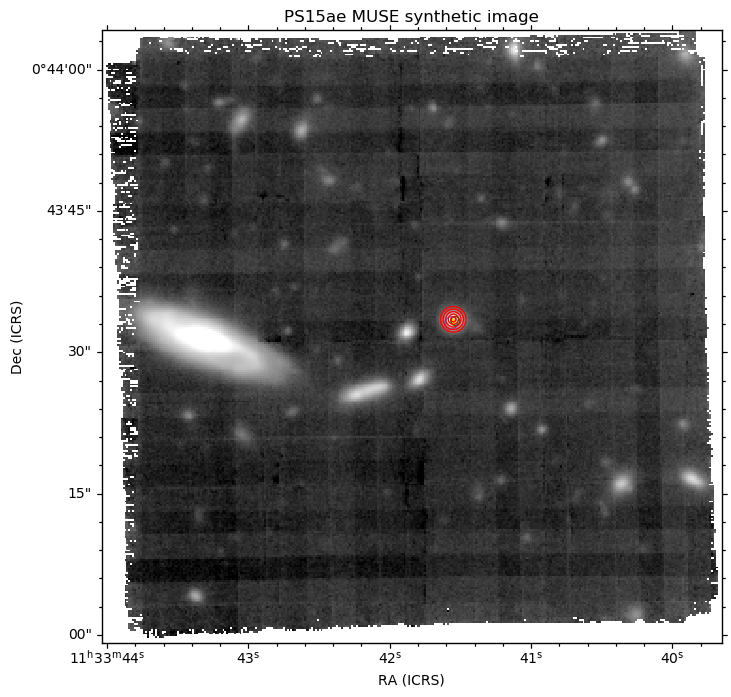 PS15ae MUSE synthetic image
0°44'00"
43'45"
30"
15"
00"
11ʰ33ᵐ44ˢ 43ˢ 42ˢ 41ˢ 40ˢ
RA (ICRS)
Dec (ICRS)